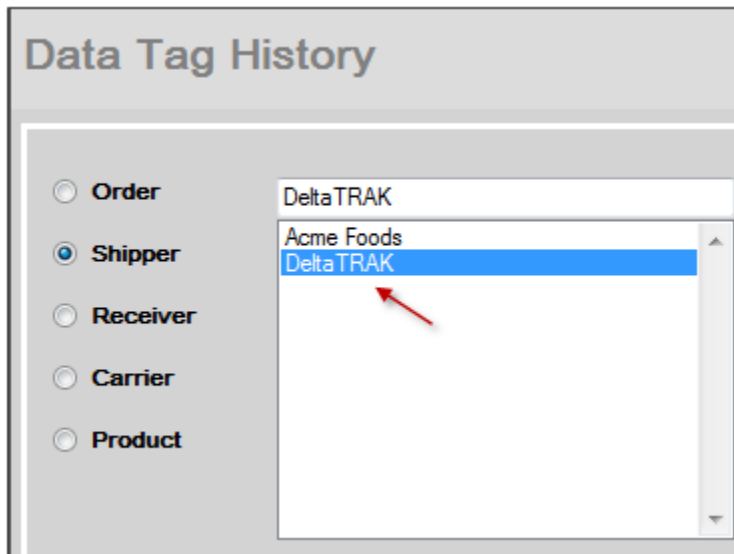 Data Tag History
Order
DeltaTRAK
Acme Foods
Shipper
DeltaTRAK
Receiver
Carrier
Product